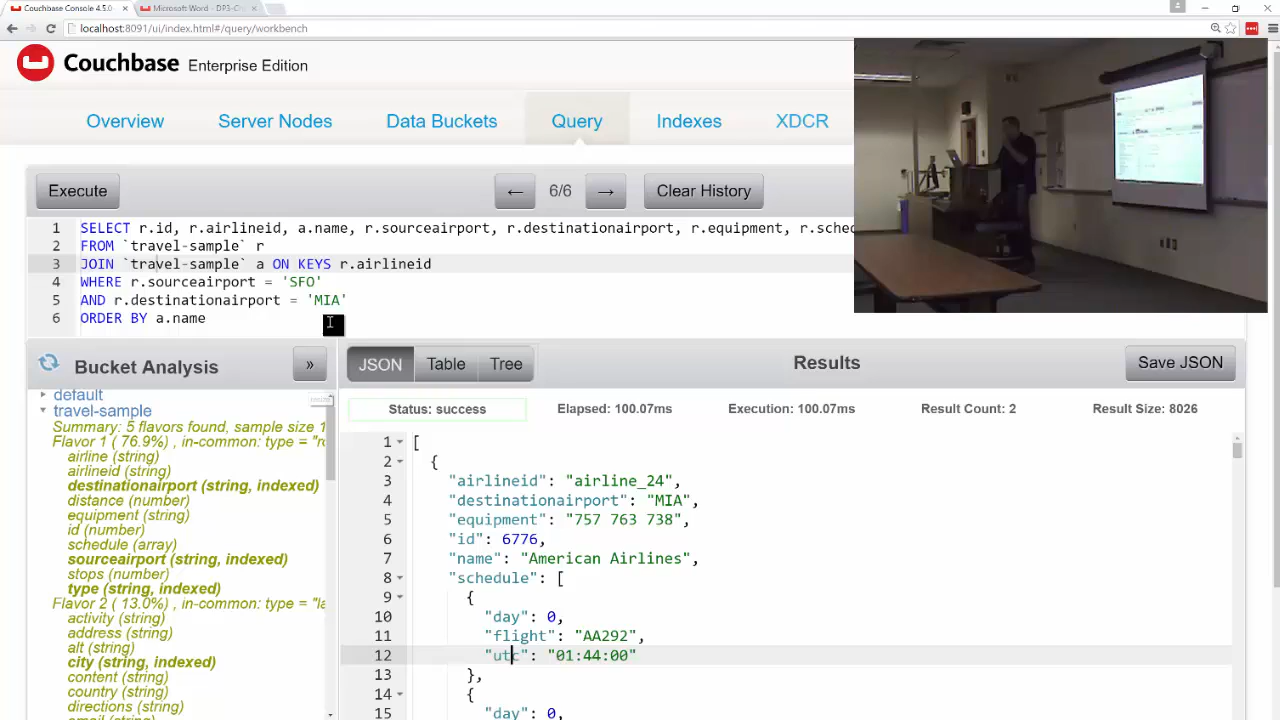 Couchbase Console 4.5.0
Microsoft Word - DP3-Cl
localhost:8091/ui/index.html#/query/workbench
Couchbase Enterprise Edition
Overview
Server Nodes
Data Buckets
Query
Indexes
XDCR
Execute
←
6/6
→
Clear History
1 SELECT r.id, r.airlineid, a.name, r.sourceairport, r.destinationairport, r.equipment, r.sched
2 FROM `travel-sample` r
3 JOIN `travel-sample` a ON KEYS r.airlineid
4 WHERE r.sourceairport = 'SFO'
5 AND r.destinationairport = 'MIA'
6 ORDER BY a.name
Bucket Analysis
»
default
travel-sample
Summary: 5 flavors found, sample size 1
Flavor 1 ( 76.9%) , in-common: type = "ro
airline (string)
airlineid (string)
destinationairport (string, indexed)
distance (number)
equipment (string)
id (number)
schedule (array)
sourceairport (string, indexed)
stops (number)
type (string, indexed)
Flavor 2 ( 13.0%) , in-common: type = "la
activity (string)
address (string)
alt (string)
city (string, indexed)
content (string)
country (string)
directions (string)
email (string)
JSON
Table
Tree
Results
Save JSON
Status: success
Elapsed: 100.07ms
Execution: 100.07ms
Result Count: 2
Result Size: 8026
1 [
2 {
3 "airlineid": "airline_24",
4 "destinationairport": "MIA",
5 "equipment": "757 763 738",
6 "id": 6776,
7 "name": "American Airlines",
8 "schedule": [
9 {
10 "day": 0,
11 "flight": "AA292",
12 "utc": "01:44:00"
13 },
14 {
15 "day": 0,